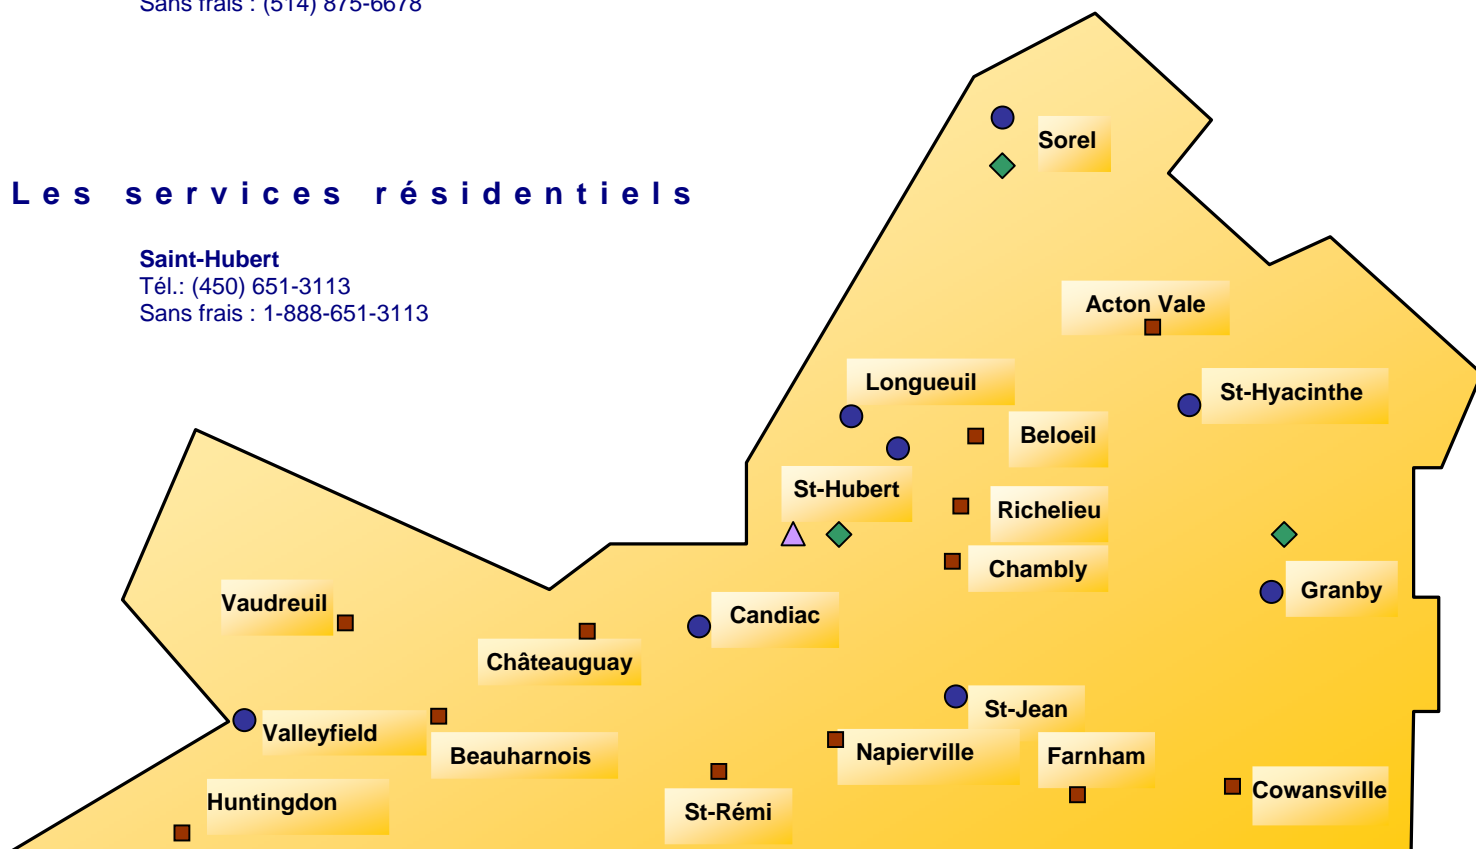 Sans frais : (514) 875-6678
Les services résidentiels
Saint-Hubert
Tél.: (450) 651-3113
Sans frais : 1-888-651-3113
Sorel
Acton Vale
Longueuil
St-Hyacinthe
Beloeil
St-Hubert
Richelieu
Chambly
Granby
Vaudreuil
Candiac
Châteauguay
St-Jean
Valleyfield
Beauharnois
Napierville
Farnham
Cowansville
Huntingdon
St-Rémi